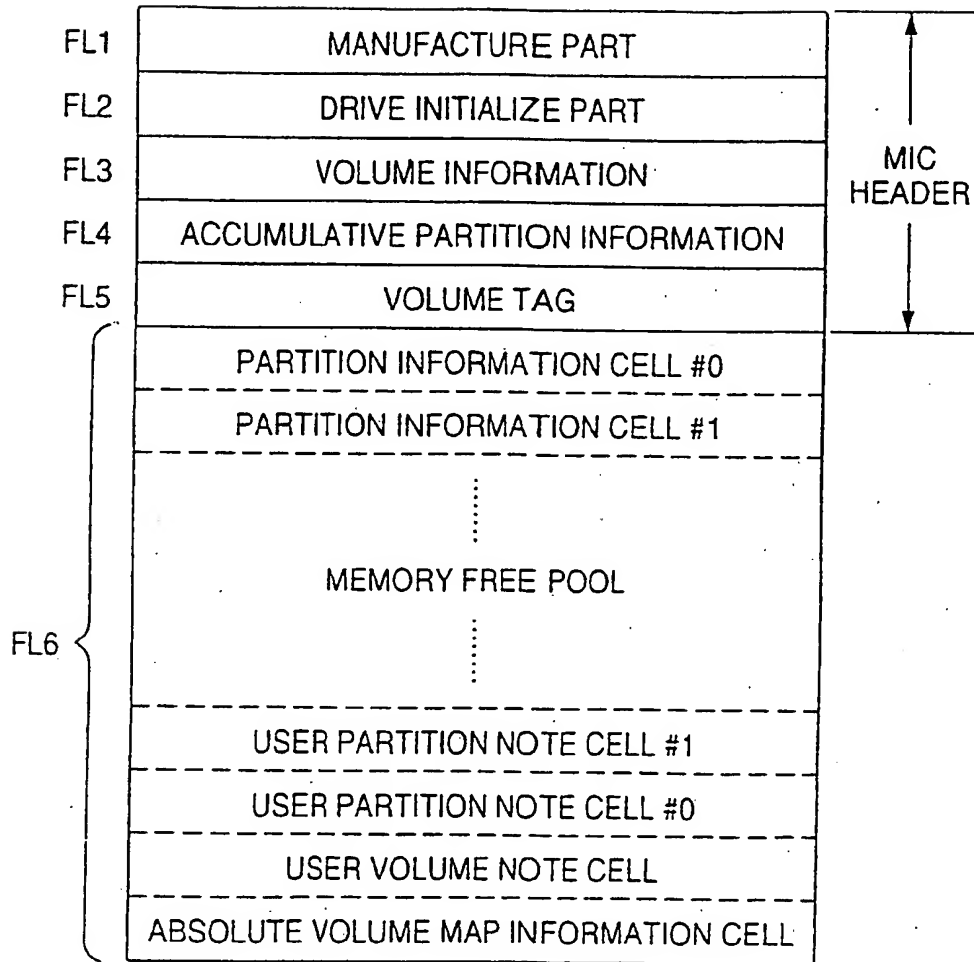 FL1 MANUFACTURE PART
FL2 DRIVE INITIALIZE PART
FL3 VOLUME INFORMATION
FL4 ACCUMULATIVE PARTITION INFORMATION
FL5 VOLUME TAG
MIC
HEADER
PARTITION INFORMATION CELL #0
PARTITION INFORMATION CELL #1
MEMORY FREE POOL
FL6
USER PARTITION NOTE CELL #1
USER PARTITION NOTE CELL #0
USER VOLUME NOTE CELL
ABSOLUTE VOLUME MAP INFORMATION CELL